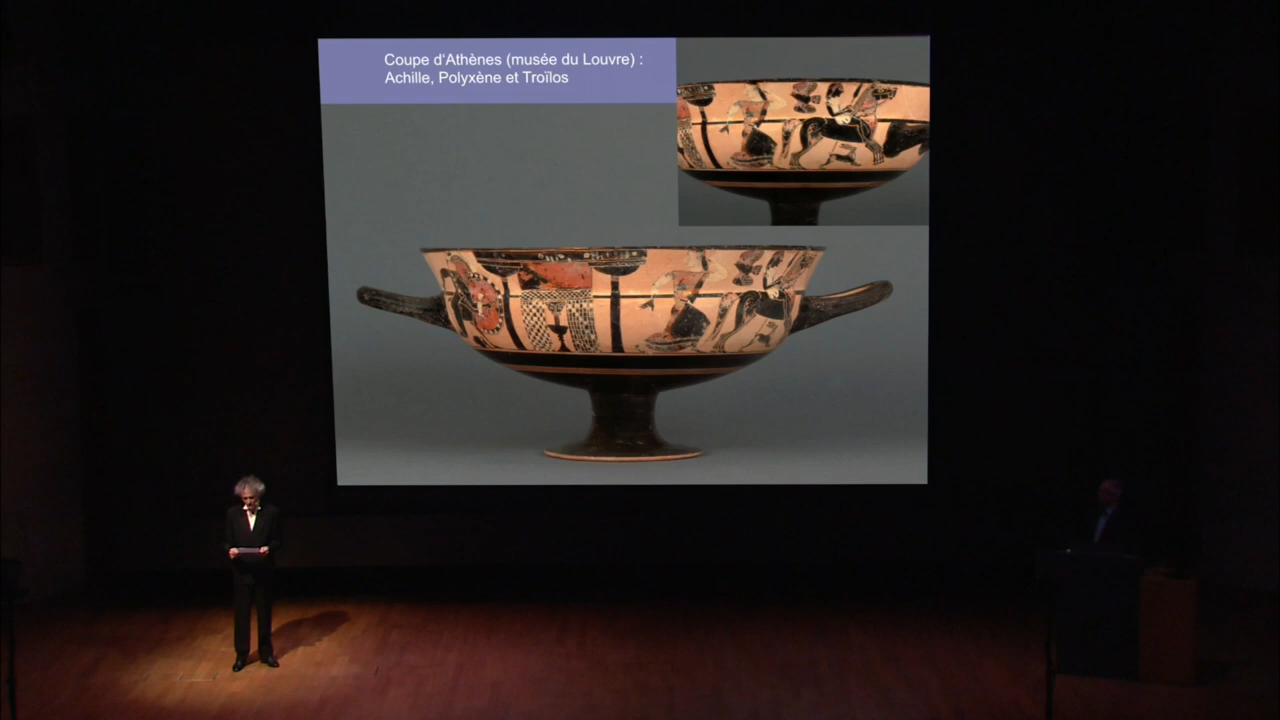 Coupe d'Athènes (musée du Louvre) :
Achille, Polyxène et Troïlos